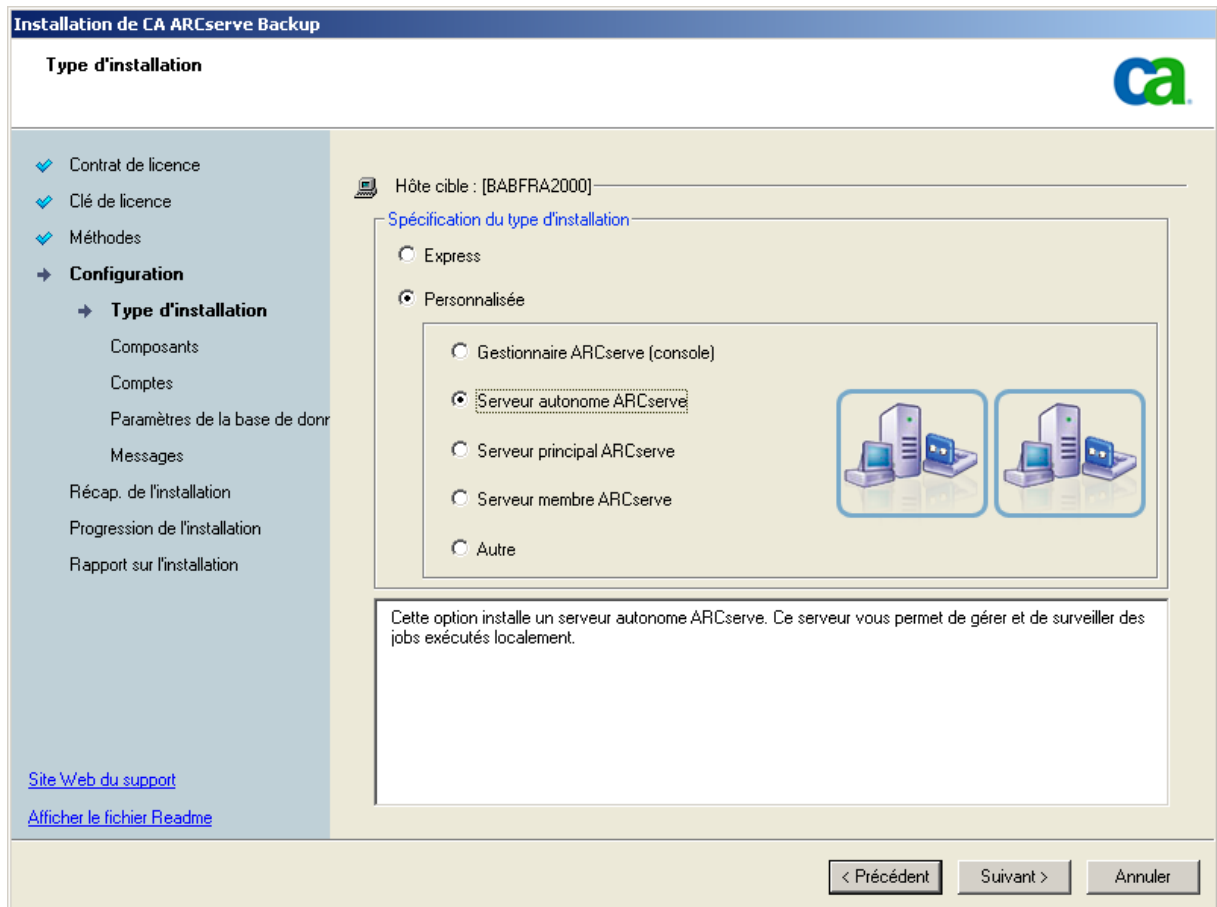 Installation de CA ARCserve Backup
Type d'installation
ca
Contrat de licence
Clé de licence
Méthodes
Configuration
Type d'installation
Composants
Comptes
Paramètres de la base de donr
Messages
Récap. de l'installation
Progression de l'installation
Rapport sur l'installation
Site Web du support
Afficher le fichier Readme
Hôte cible : [BABFRA2000]
Spécification du type d'installation
Express
Personnalisée
Gestionnaire ARCserve (console)
Serveur autonome ARCserve
Serveur principal ARCserve
Serveur membre ARCserve
Autre
Cette option installe un serveur autonome ARCserve. Ce serveur vous permet de gérer et de surveiller des
jobs exécutés localement.
< Précédent
Suivant >
Annuler